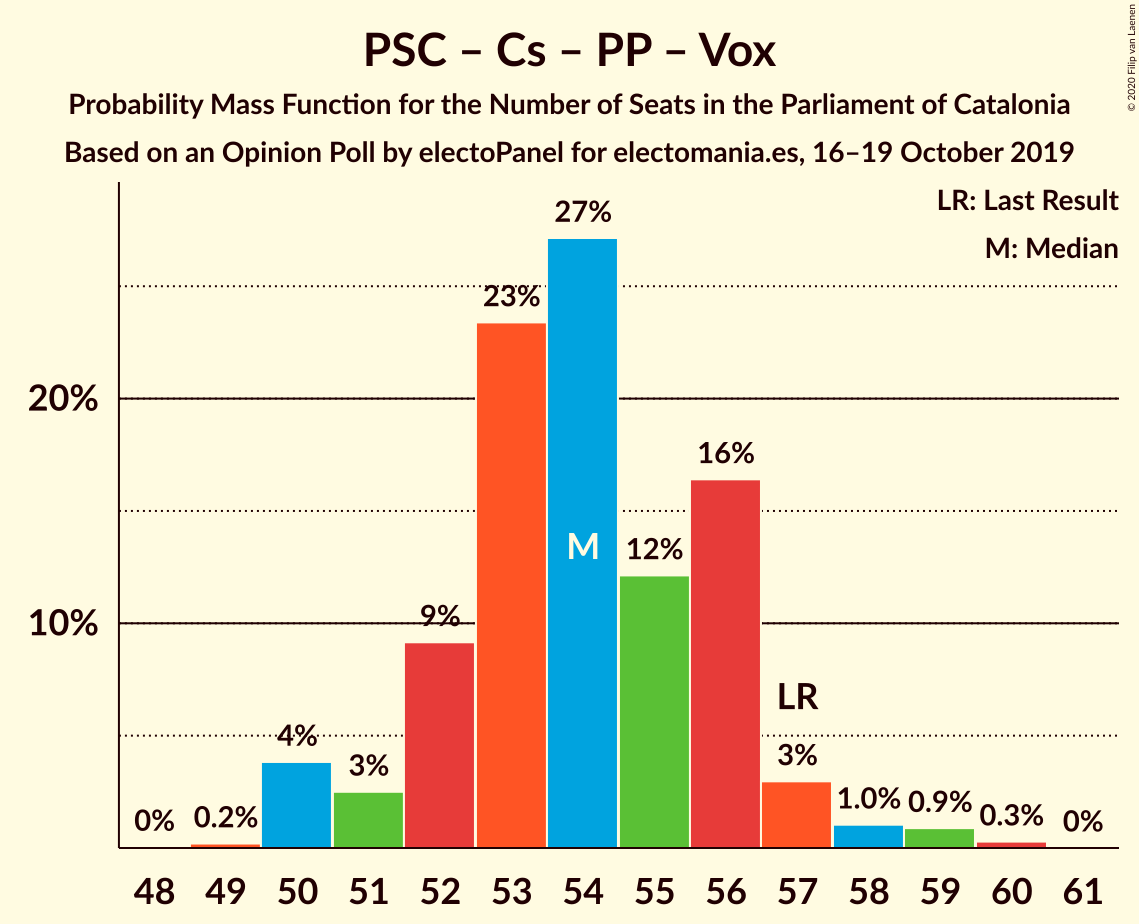 PSC – Cs – PP – Vox
Probability Mass Function for the Number of Seats in the Parliament of Catalonia
Based on an Opinion Poll by electoPanel for electomania.es, 16–19 October 2019
© 2020 Filip van Laenen
LR: Last Result
M: Median
27%
23%
20%
16%
M
12%
10%
9%
LR
4%
3%
3%
1.0%
0.9%
0.3%
0.2%
0%
0%
48 49 50 51 52 53 54 55 56 57 58 59 60 61